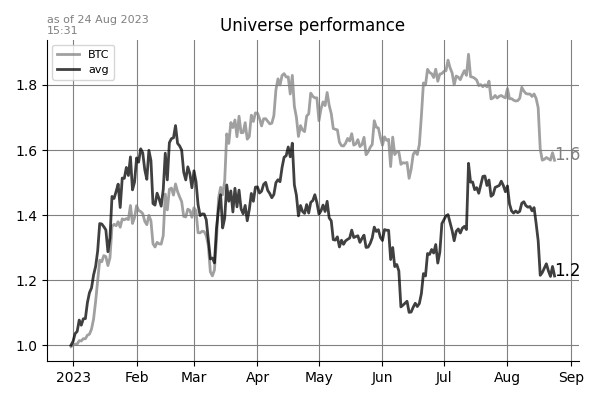 as of 24 Aug 2023
15:31
Universe performance
BTC
avg
1.8
1.6
1.4
1.2
1.0
1.6
1.2
2023 Feb Mar Apr May Jun Jul Aug Sep